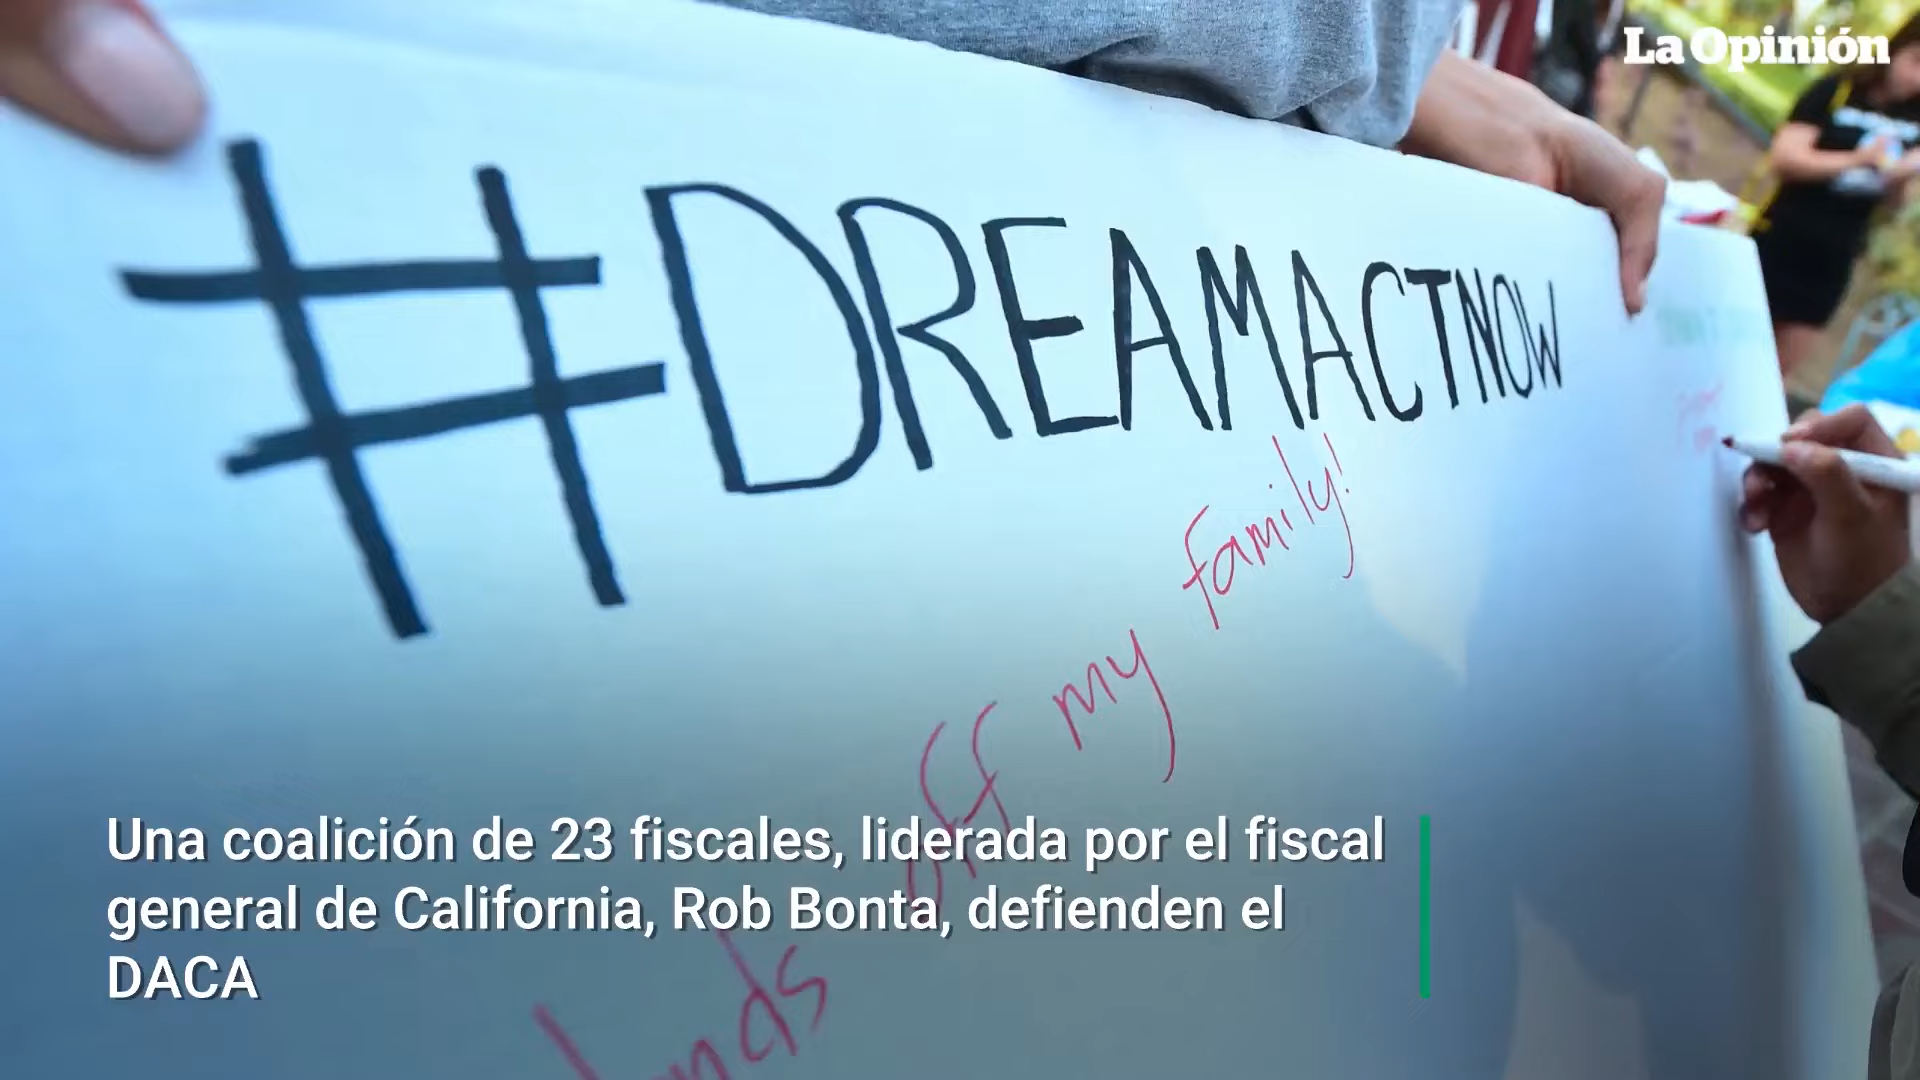 La Opinión
#DREAMACTNOW
family!
my
off
Una coalición de 23 fiscales, liderada por el fiscal
general de California, Rob Bonta, defienden el
DACA